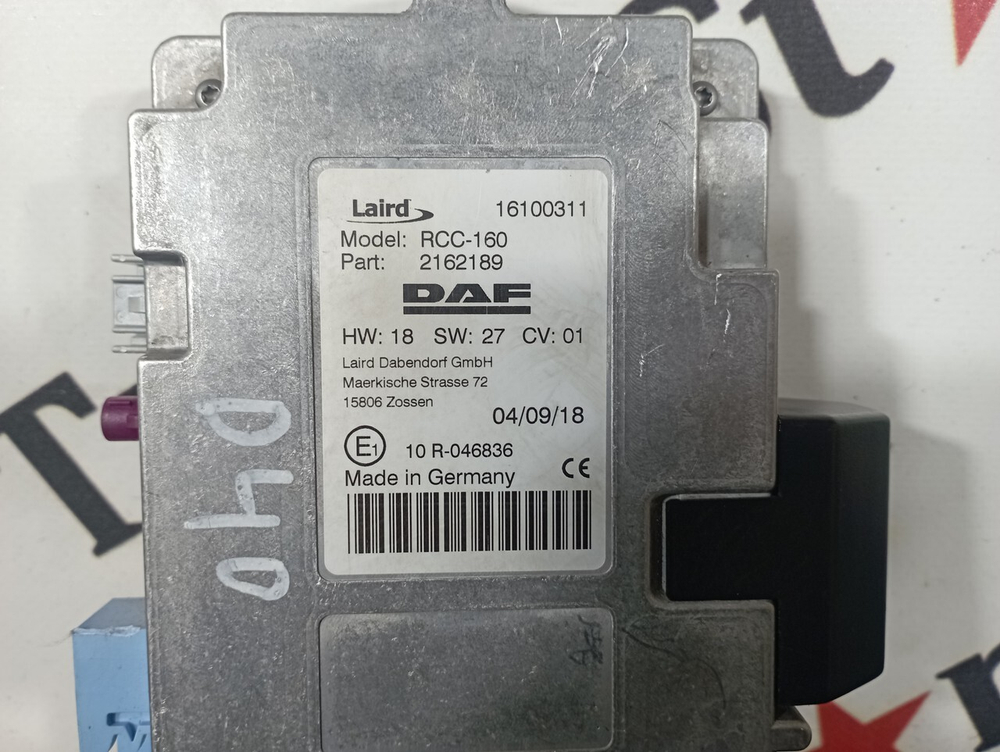 Laird 16100311
Model: RCC-160
Part: 2162189
DAF
HW: 18 SW: 27 CV: 01
Laird Dabendorf GmbH
Maerkische Strasse 72
15806 Zossen
04/09/18
E1 10 R-046836
CE
Made in Germany
D40